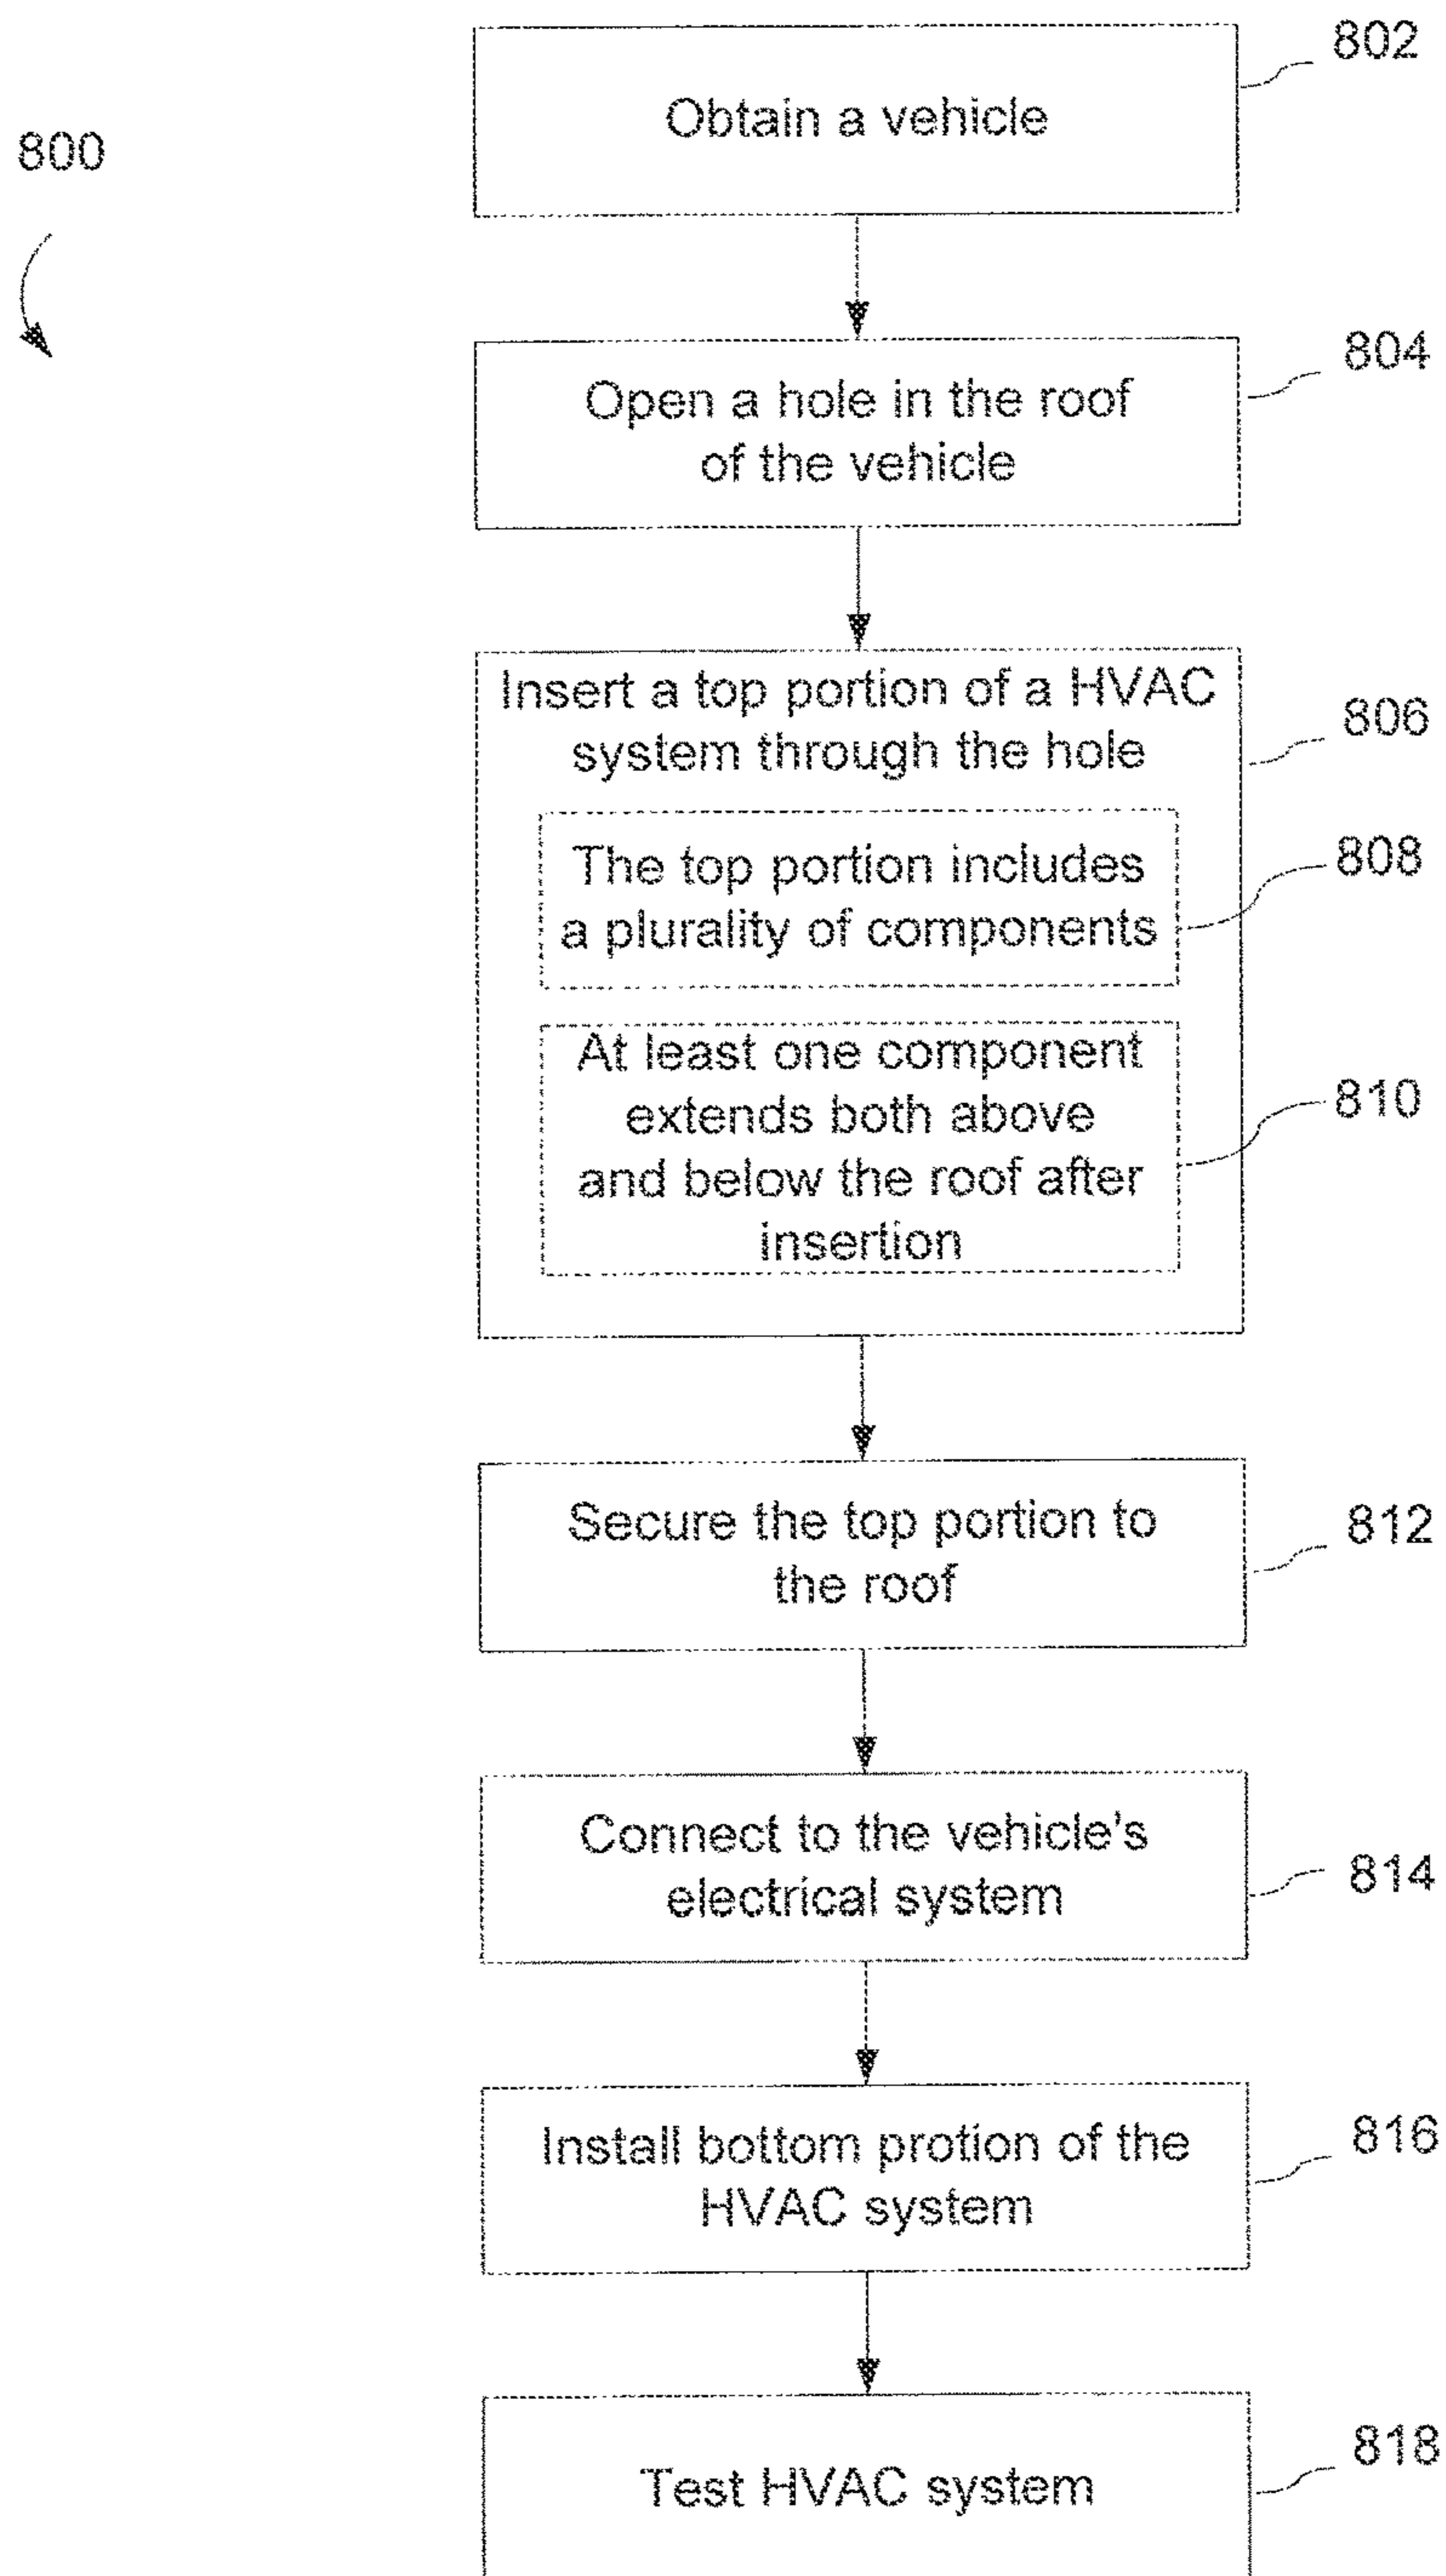 802
Obtain a vehicle
800
804
Open a hole in the roof
of the vehicle
Insert a top portion of a HVAC
system through the hole
806
The top portion includes
a plurality of components
808
At least one component
extends both above
and below the roof after
insertion
810
Secure the top portion to
the roof
812
Connect to the vehicle's
electrical system
814
Install bottom protion of the
HVAC system
816
Test HVAC system
818